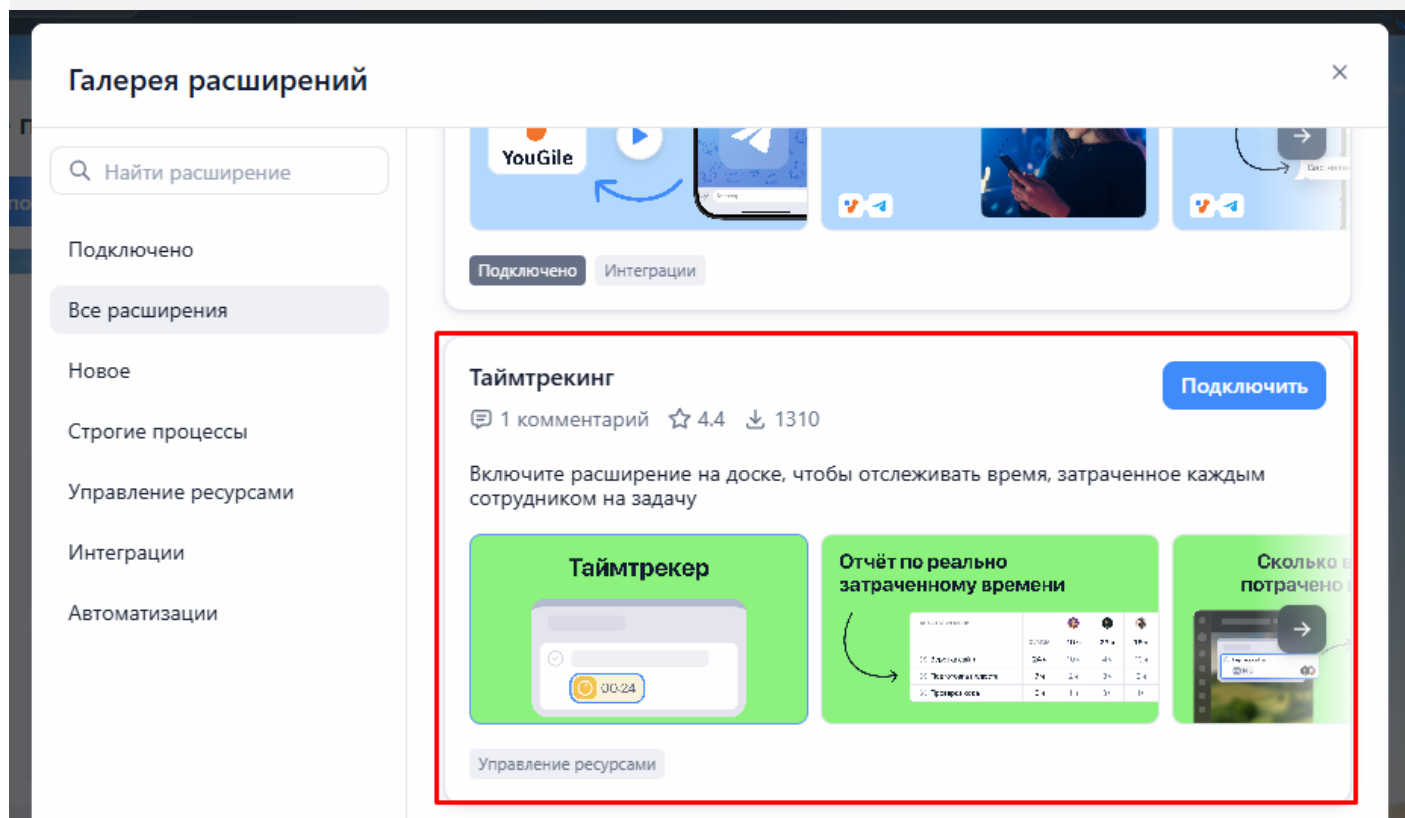 Галерея расширений
Найти расширение
Подключено
Все расширения
Новое
Строгие процессы
Управление ресурсами
Интеграции
Автоматизации
YouGile
Подключено
Интеграции
Таймтрекинг
Подключить
1 комментарий 4.4 1310
Включите расширение на доске, чтобы отслеживать время, затраченное каждым
сотрудником на задачу
Таймтрекер
00:24
Отчёт по реально
затраченному времени
Сколько
потрачено
Управление ресурсами